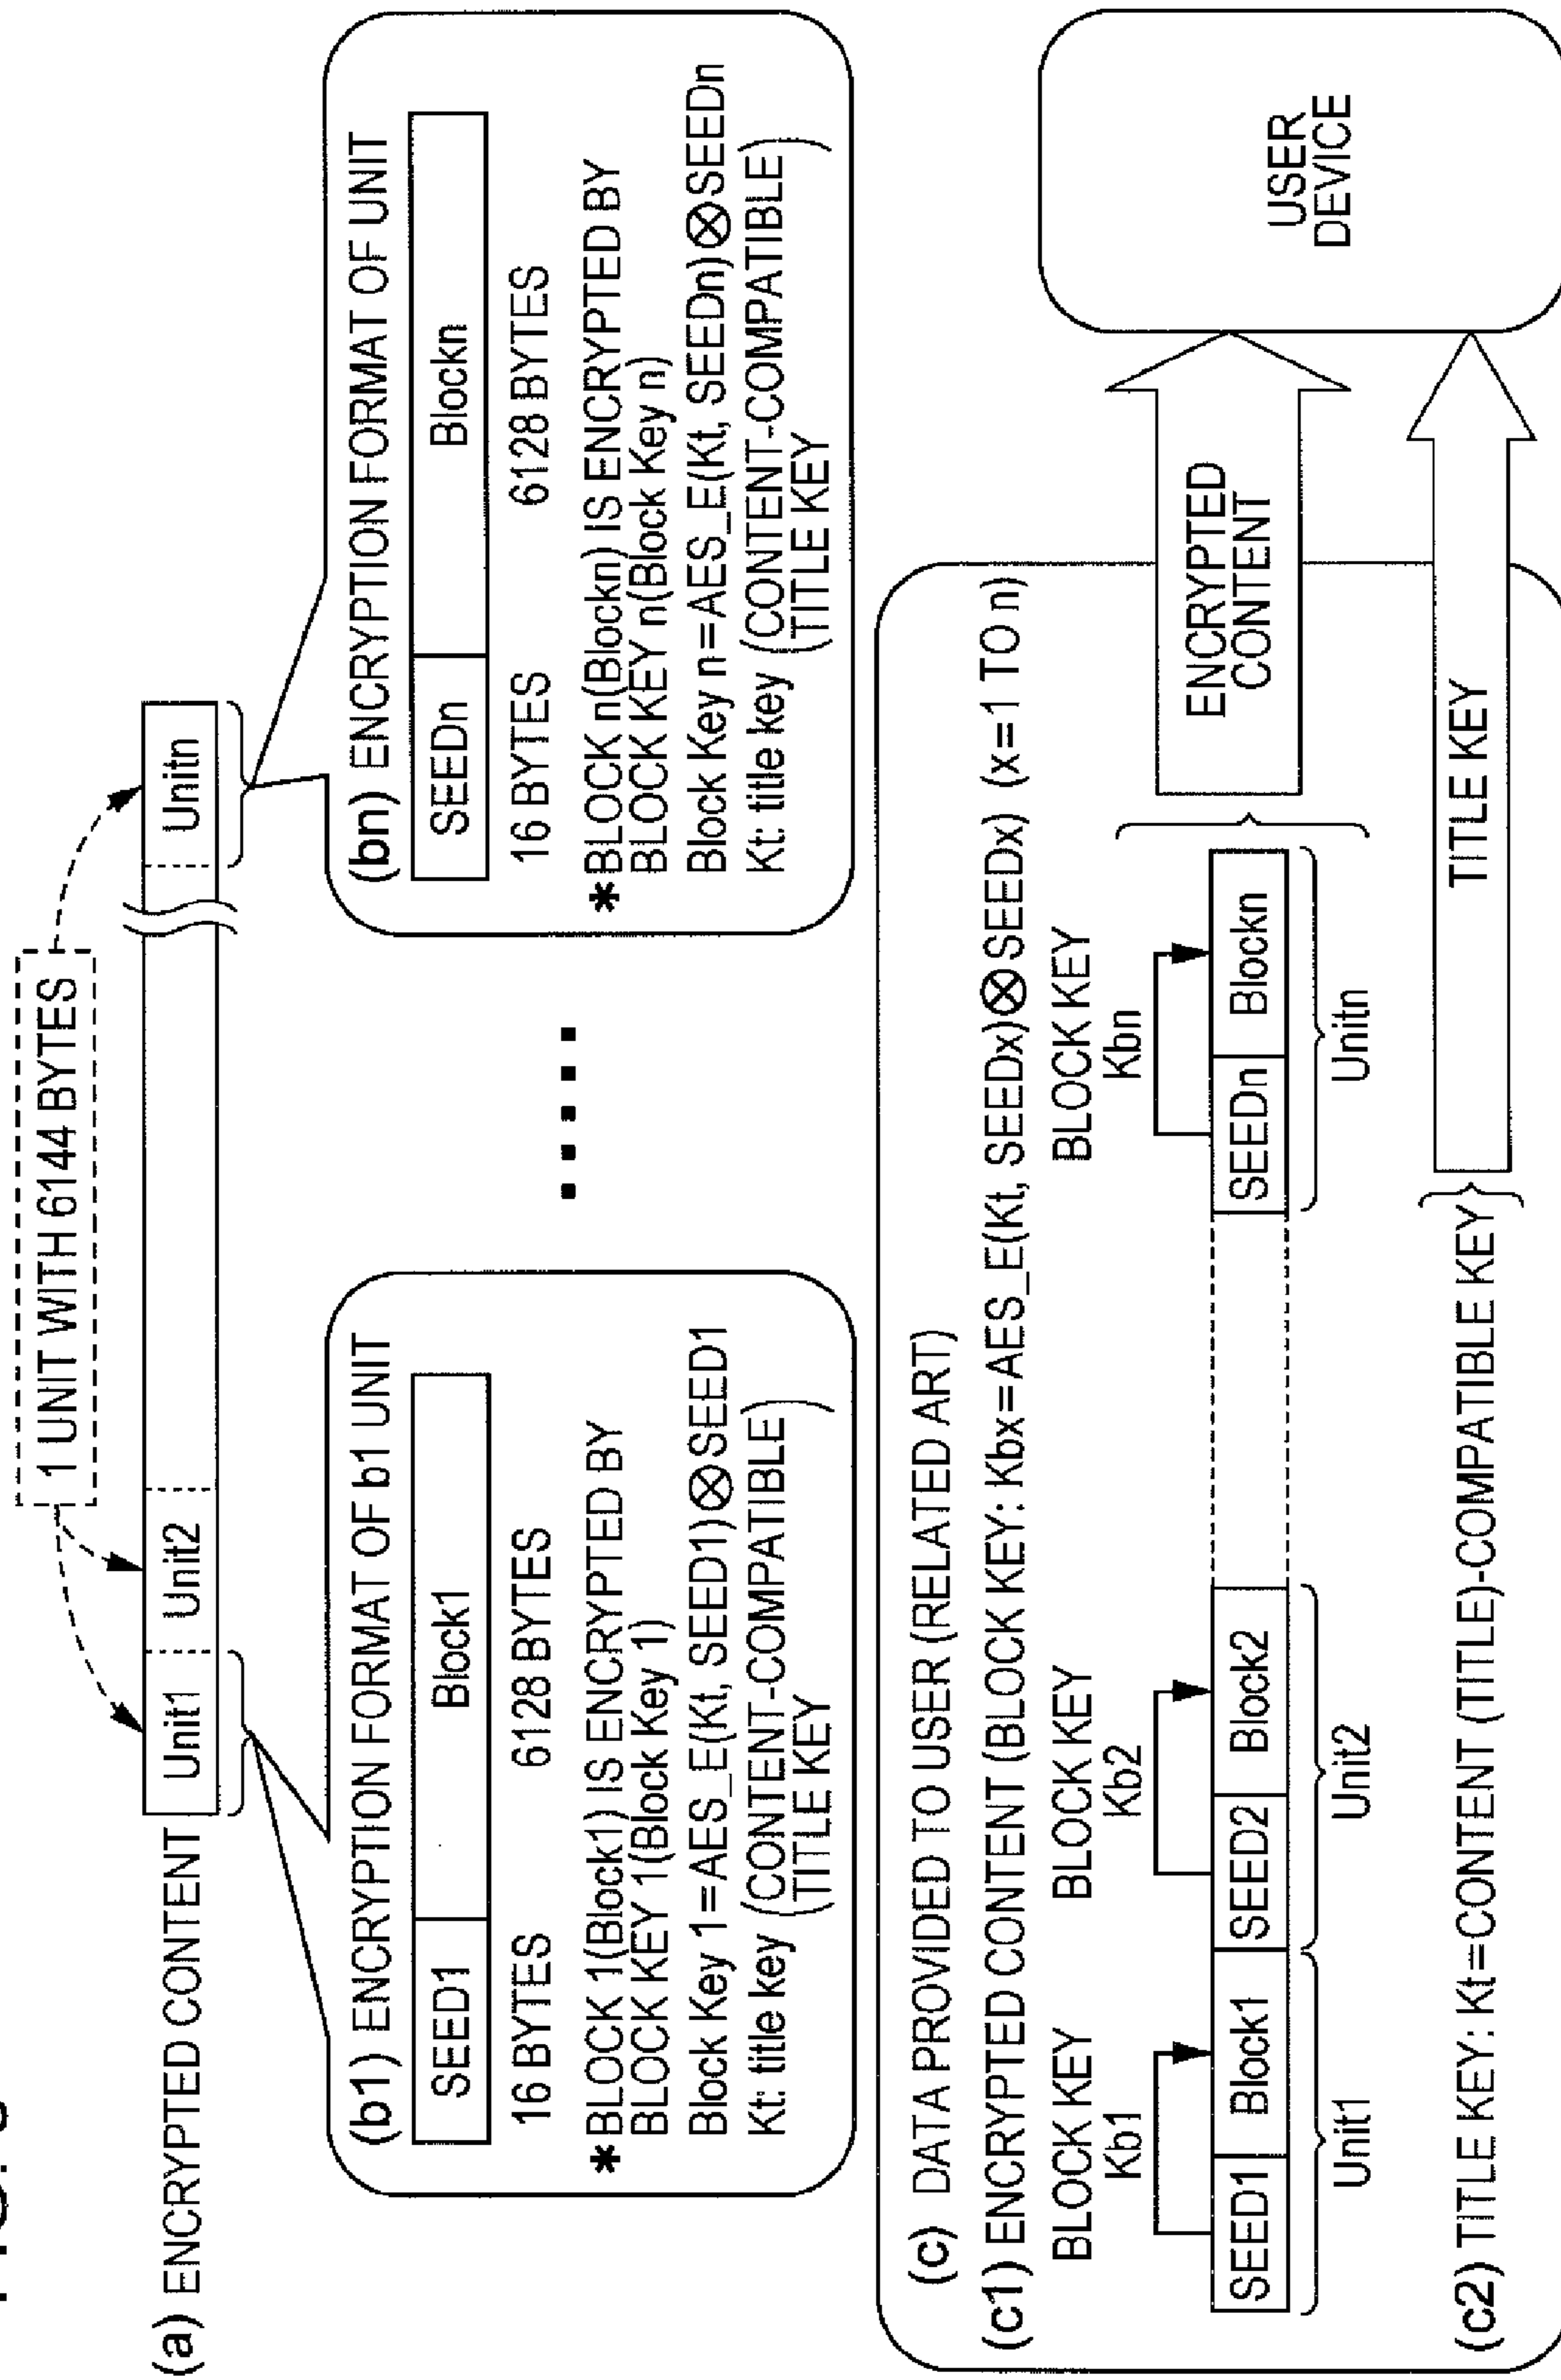 1 UNIT WITH 6144 BYTES
(a) ENCRYPTED CONTENT
Unit1
Unit2
Unitn
(b1) ENCRYPTION FORMAT OF b1 UNIT
SEED1
Block1
16 BYTES
6128 BYTES
*BLOCK 1(Block1) IS ENCRYPTED BY
BLOCK KEY 1(Block Key 1)
Block Key 1=AES_E(Kt, SEED1)⊗SEED1
Kt: title key (CONTENT-COMPATIBLE
TITLE KEY)
.....
(bn) ENCRYPTION FORMAT OF UNIT
SEEDn
Blockn
16 BYTES
6128 BYTES
*BLOCK n(Blockn) IS ENCRYPTED BY
BLOCK KEY n(Block Key n)
Block Key n=AES_E(Kt, SEEDn)⊗SEEDn
Kt: title key (CONTENT-COMPATIBLE
TITLE KEY)
(c) DATA PROVIDED TO USER (RELATED ART)
(c1) ENCRYPTED CONTENT (BLOCK KEY: Kbx=AES_E(Kt, SEEDx)⊗SEEDx) (x=1 TO n)
BLOCK KEY
Kb1
BLOCK KEY
Kb2
BLOCK KEY
Kbn
SEED1
Block1
SEED2
Block2
SEEDn
Blockn
Unit1
Unit2
Unitn
ENCRYPTED
CONTENT
(c2) TITLE KEY: Kt=CONTENT (TITLE)-COMPATIBLE KEY
TITLE KEY
USER
DEVICE